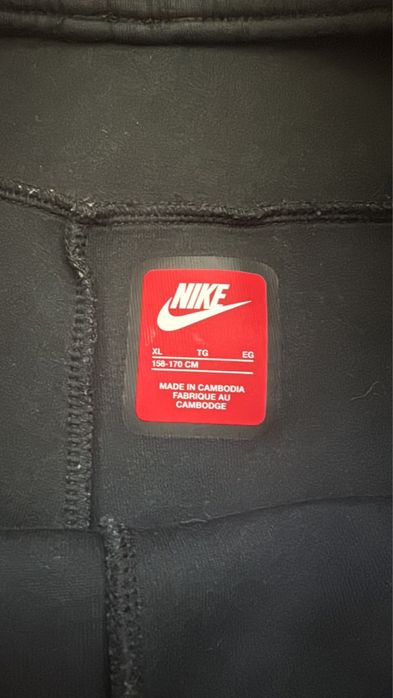 NIKE
XL TG EG
158-170 CM
MADE IN CAMBODIA
FABRIQUE AU
CAMBODGE